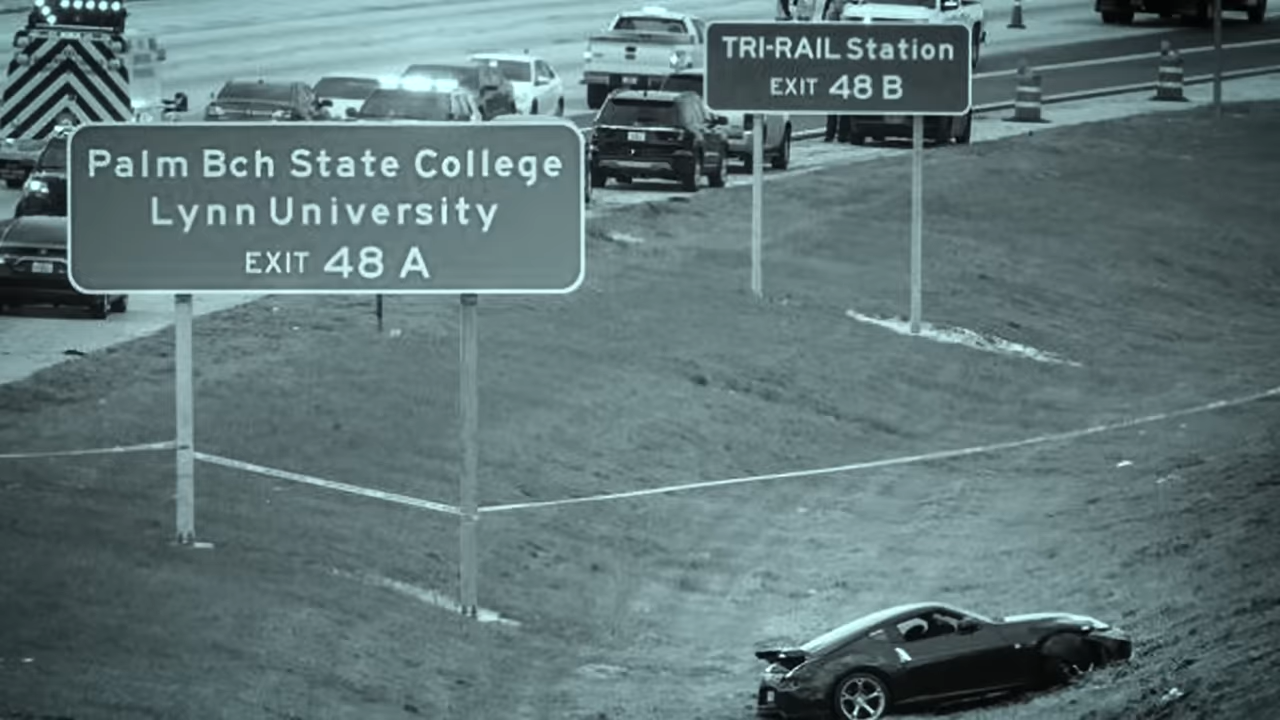 TRI-RAIL Station
EXIT 48 B
Palm Bch State College
Lynn University
EXIT 48 A